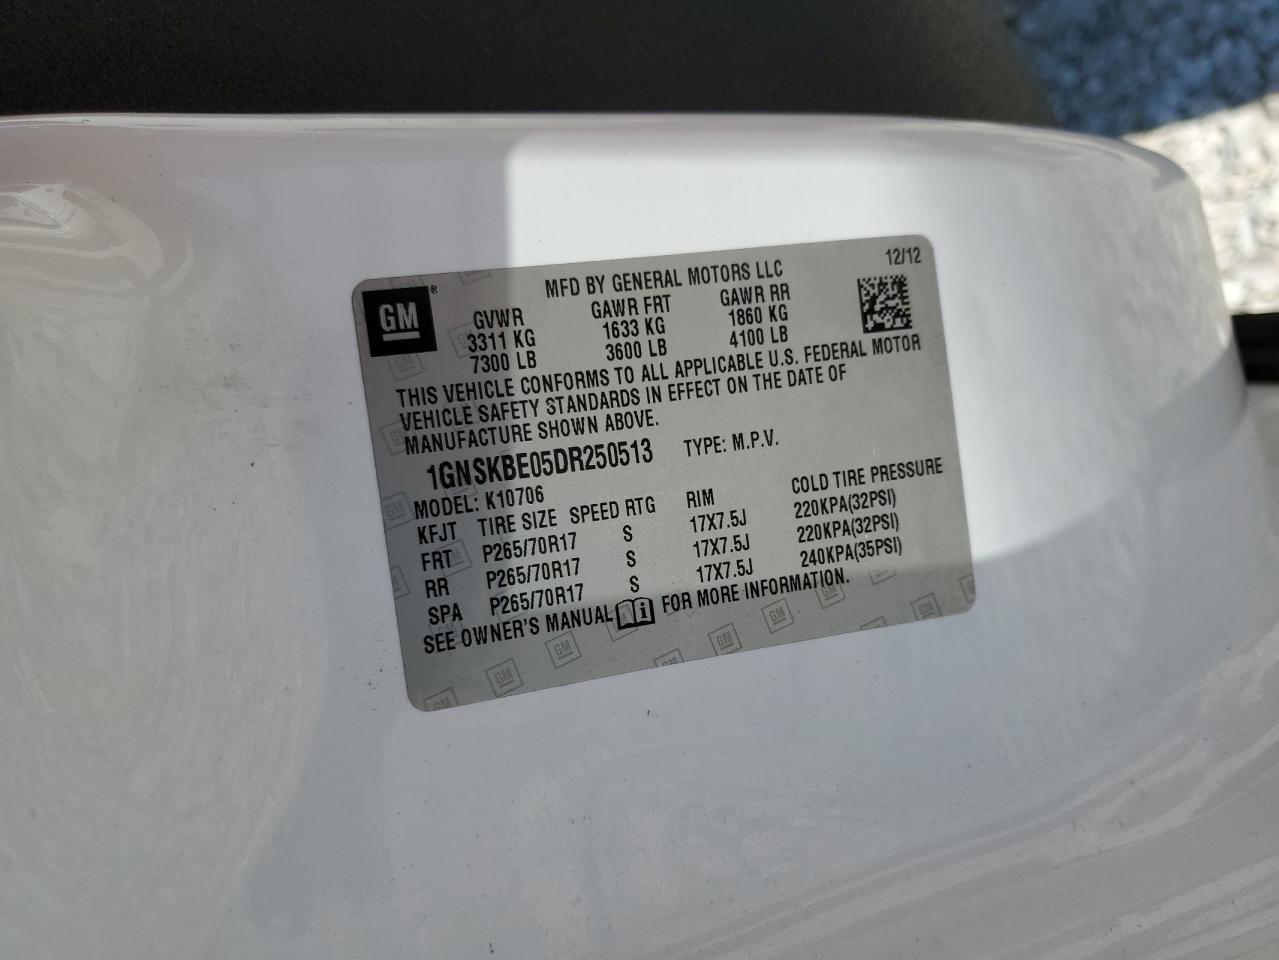 12/12
MFD BY GENERAL MOTORS LLC
GM®
GVWR GAWR FRT GAWR RR
3311 KG 1633 KG 1860 KG
7300 LB 3600 LB 4100 LB
THIS VEHICLE CONFORMS TO ALL APPLICABLE U.S. FEDERAL MOTOR
VEHICLE SAFETY STANDARDS IN EFFECT ON THE DATE OF
MANUFACTURE SHOWN ABOVE.
1GNSKBE05DR250513 TYPE: M.P.V.
MODEL: K10706
KFJT TIRE SIZE SPEED RTG RIM COLD TIRE PRESSURE
FRT P265/70R17 S 17X7.5J 220KPA(32PSI)
RR P265/70R17 S 17X7.5J 220KPA(32PSI)
SPA P265/70R17 S 17X7.5J 240KPA(35PSI)
SEE OWNER'S MANUAL FOR MORE INFORMATION.